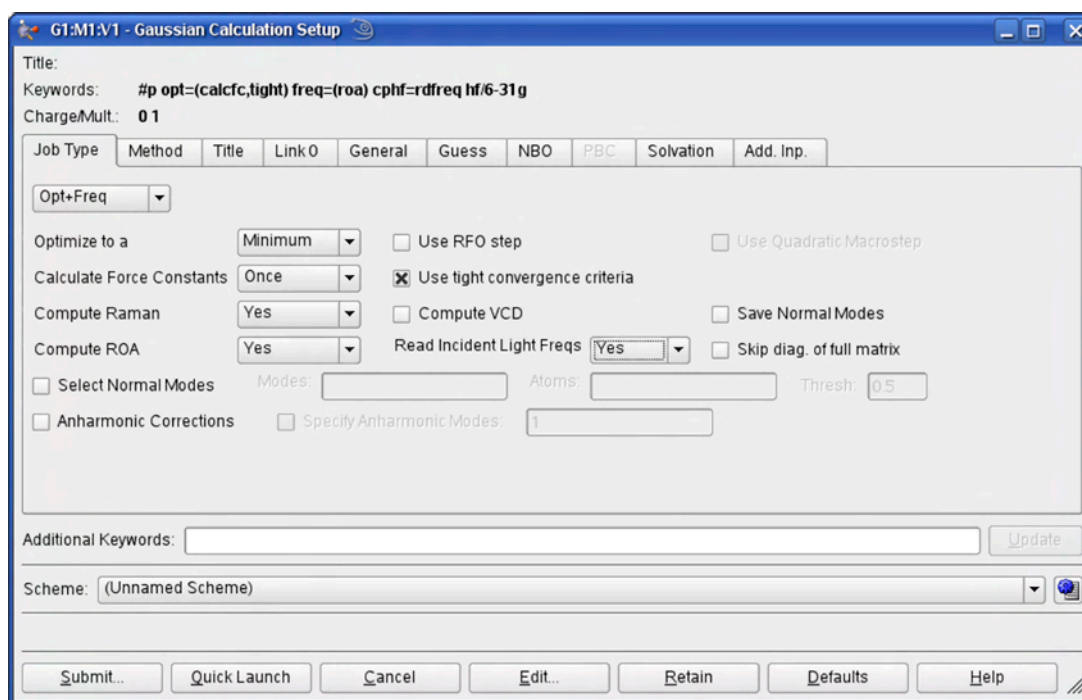 G1:M1:V1 - Gaussian Calculation Setup
Title:
Keywords: #p opt=(calcfc,tight) freq=(roa) cphf=rdfreq hf/6-31g
Charge/Mult.: 0 1
Job Type Method Title Link 0 General Guess NBO PBC Solvation Add. Inp.
Opt+Freq
Optimize to a Minimum Use RFO step Use Quadratic Macrostep
Calculate Force Constants Once Use tight convergence criteria
Compute Raman Yes Compute VCD Save Normal Modes
Compute ROA Yes Read Incident Light Freqs Yes Skip diag. of full matrix
Select Normal Modes Modes: Atoms: Thresh: 0.5
Anharmonic Corrections Specify Anharmonic Modes: 1
Additional Keywords: Update
Scheme: (Unnamed Scheme)
Submit... Quick Launch Cancel Edit... Retain Defaults Help